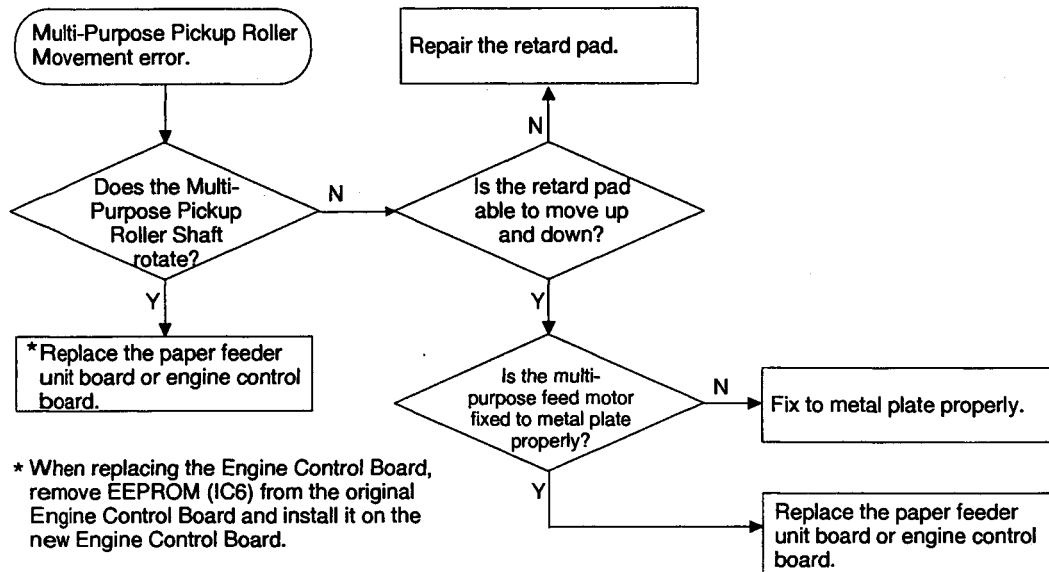 Multi-Purpose Pickup Roller
Movement error.
Repair the retard pad.
N
Does the Multi-
Purpose Pickup
Roller Shaft
rotate?
N
Is the retard pad
able to move up
and down?
Y
Y
*Replace the paper feeder
unit board or engine control
board.
Is the multi-
purpose feed motor
fixed to metal plate
properly?
N
Fix to metal plate properly.
* When replacing the Engine Control Board,
remove EEPROM (IC6) from the original
Engine Control Board and install it on the
new Engine Control Board.
Y
Replace the paper feeder
unit board or engine control
board.